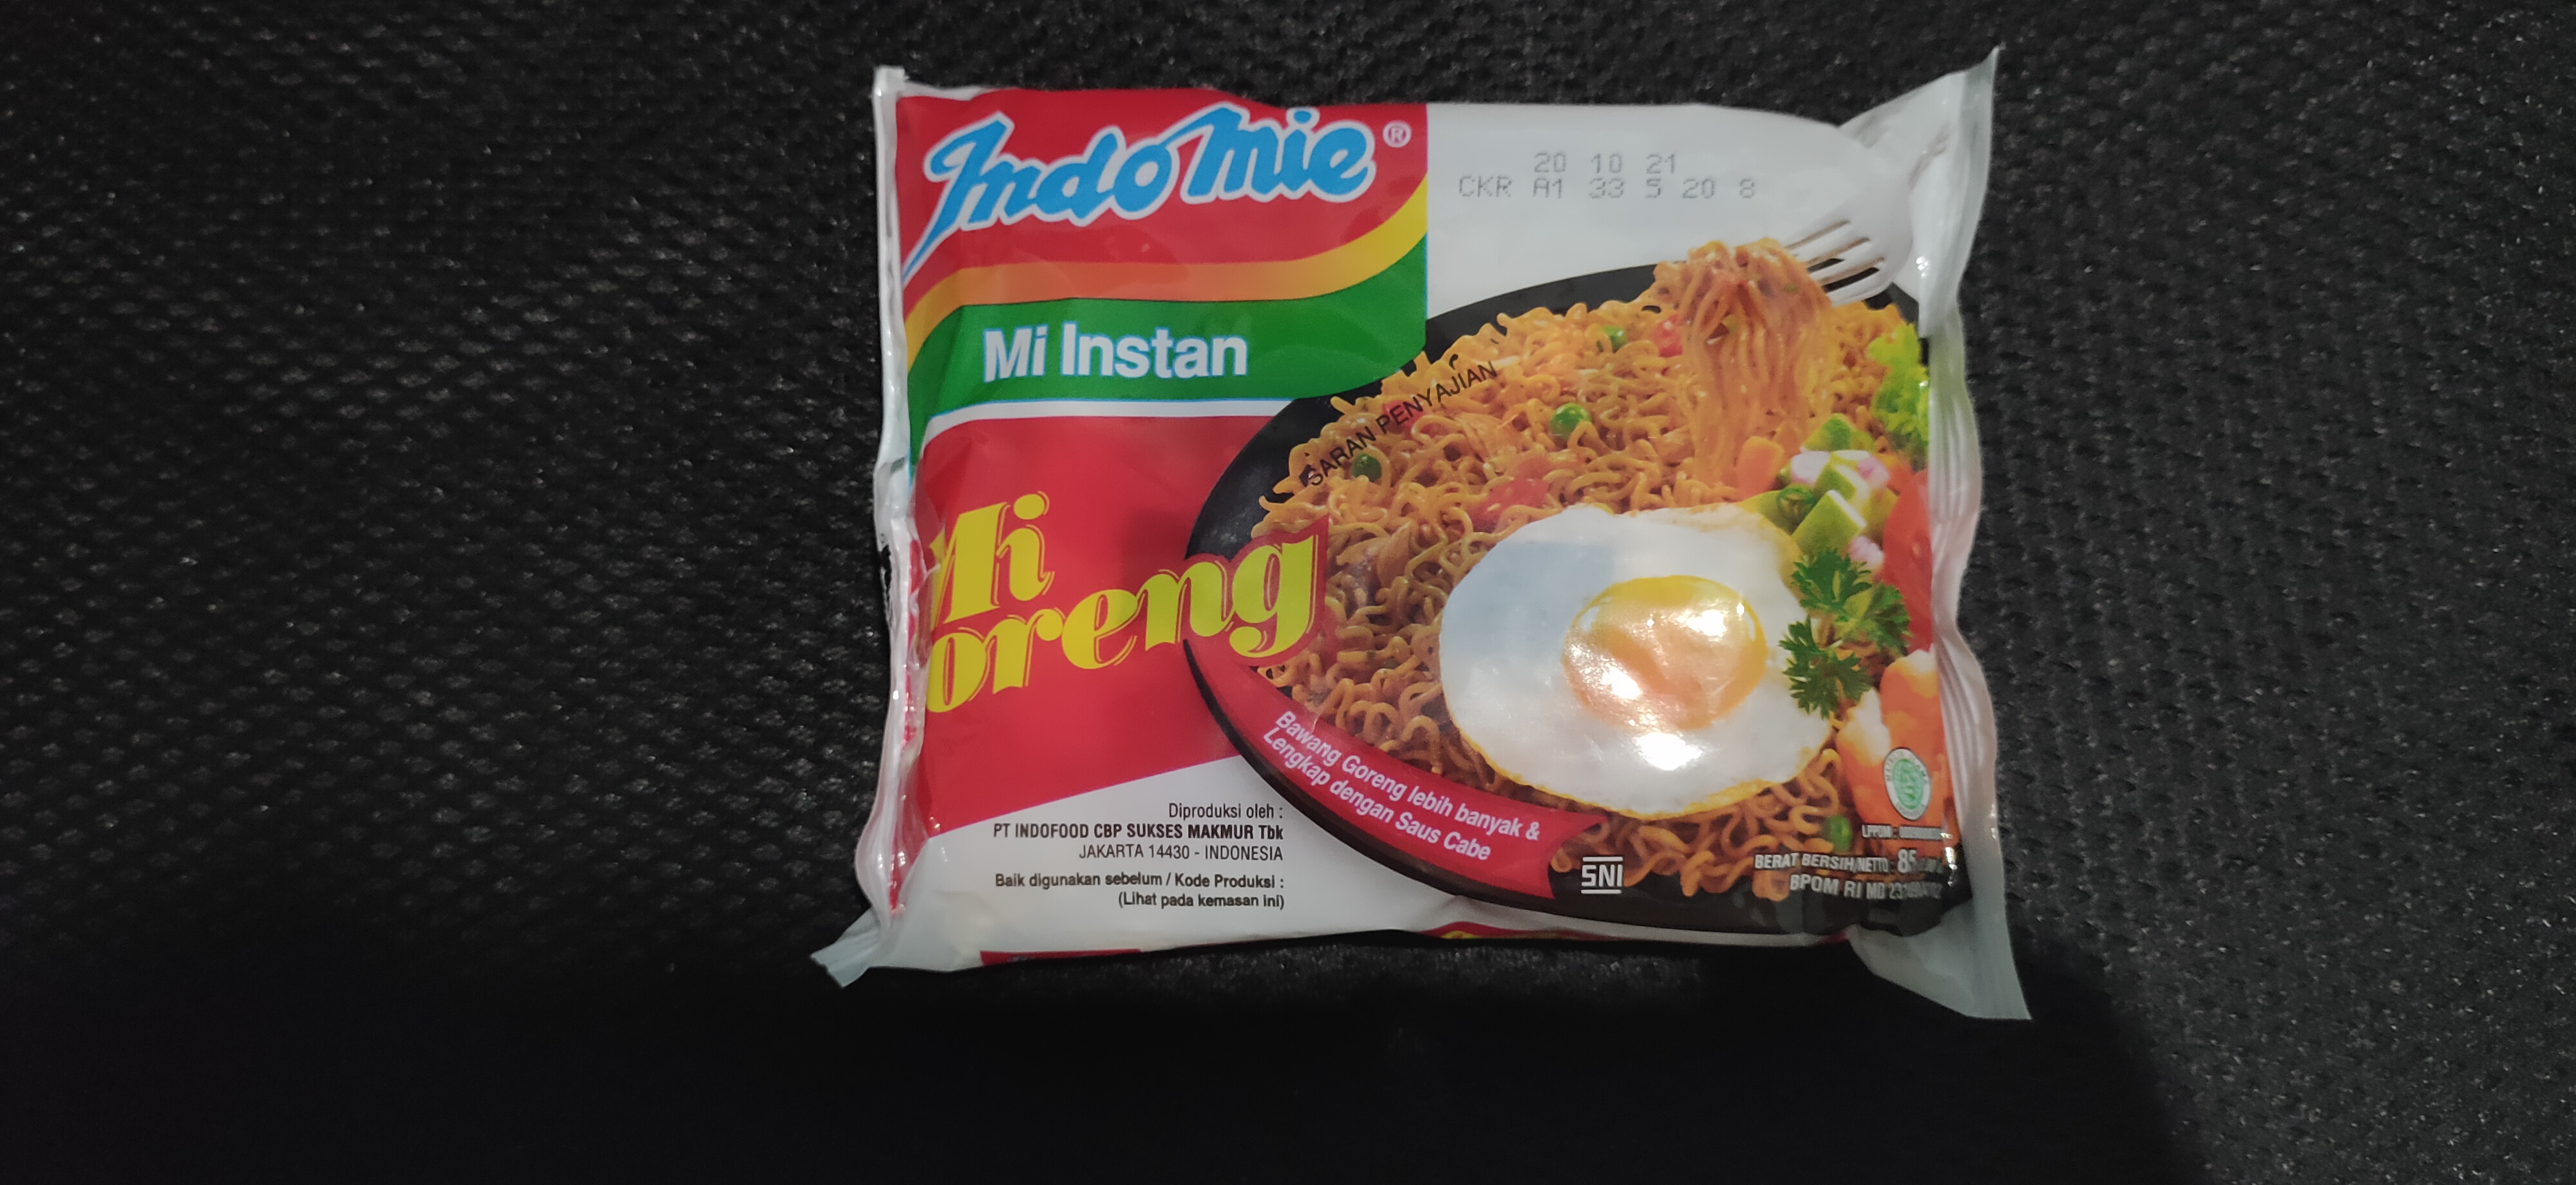 Indomie®
20 10 21
CKR A1 33 5 20 8
Mi Instan
SARAN PENYAJIAN
Mi
oreng
Bawang Goreng lebih banyak &
Lengkap dengan Saus Cabe
Diproduksi oleh :
PT INDOFOOD CBP SUKSES MAKMUR Tbk
JAKARTA 14430 - INDONESIA
Baik digunakan sebelum / Kode Produksi :
(Lihat pada kemasan ini)
SNI
LPPOM :
BERAT BERSIH/NETTO : 85
BPOM RI MD